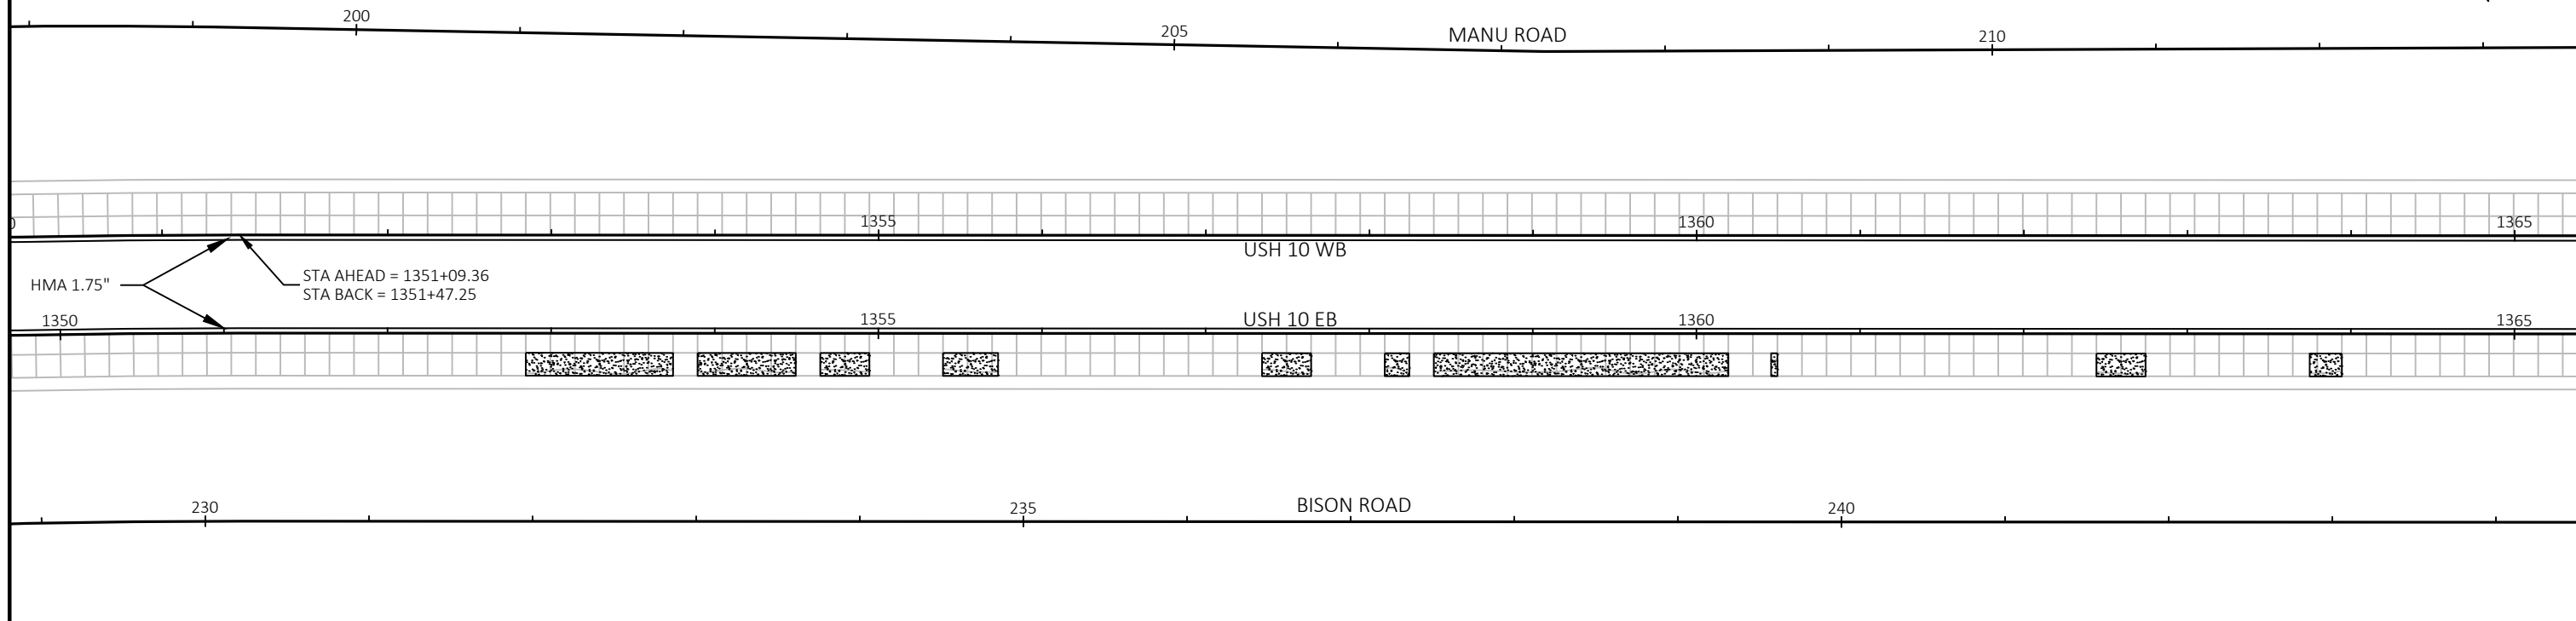 200
205
MANU ROAD
210
1355
1360
1365
USH 10 WB
HMA 1.75"
STA AHEAD = 1351+09.36
STA BACK = 1351+47.25
1350
1355
USH 10 EB
1360
1365
230
235
BISON ROAD
240